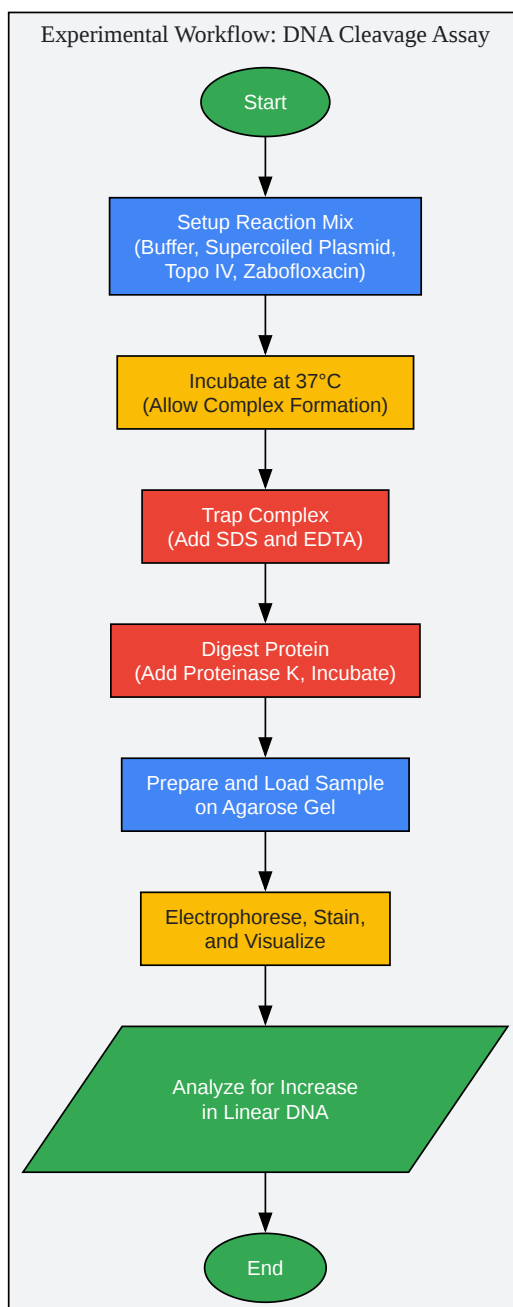 Experimental Workflow: DNA Cleavage Assay
Start
Setup Reaction Mix
(Buffer, Supercoiled Plasmid,
Topo IV, Zabofloxacin)
Incubate at 37°C
(Allow Complex Formation)
Trap Complex
(Add SDS and EDTA)
Digest Protein
(Add Proteinase K, Incubate)
Prepare and Load Sample
on Agarose Gel
Electrophorese, Stain,
and Visualize
Analyze for Increase
in Linear DNA
End